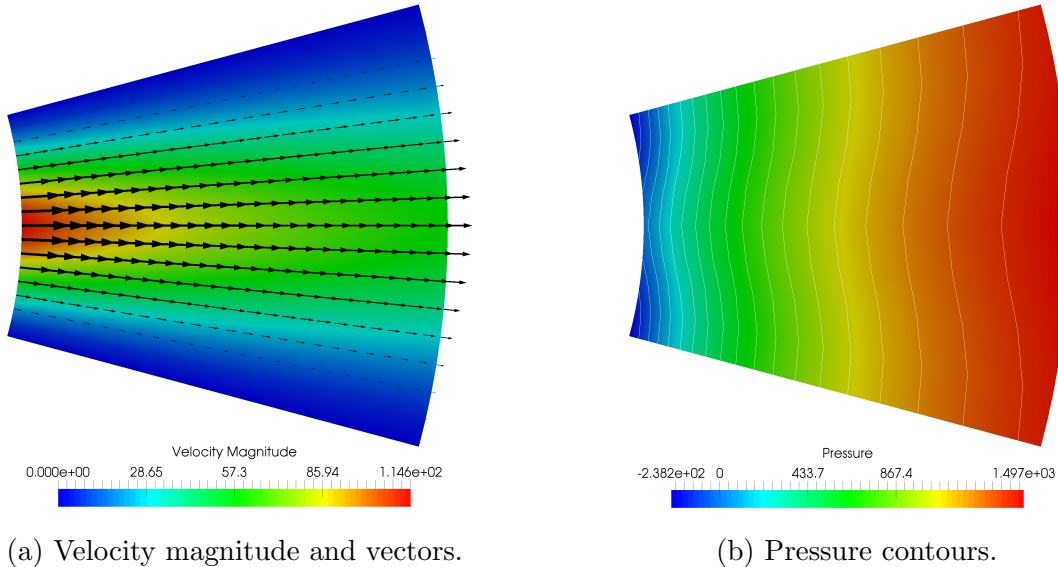 Velocity Magnitude
0.000e+00 28.65 57.3 85.94 1.146e+02
(a) Velocity magnitude and vectors.
Pressure
-2.382e+02 0 433.7 867.4 1.497e+03
(b) Pressure contours.